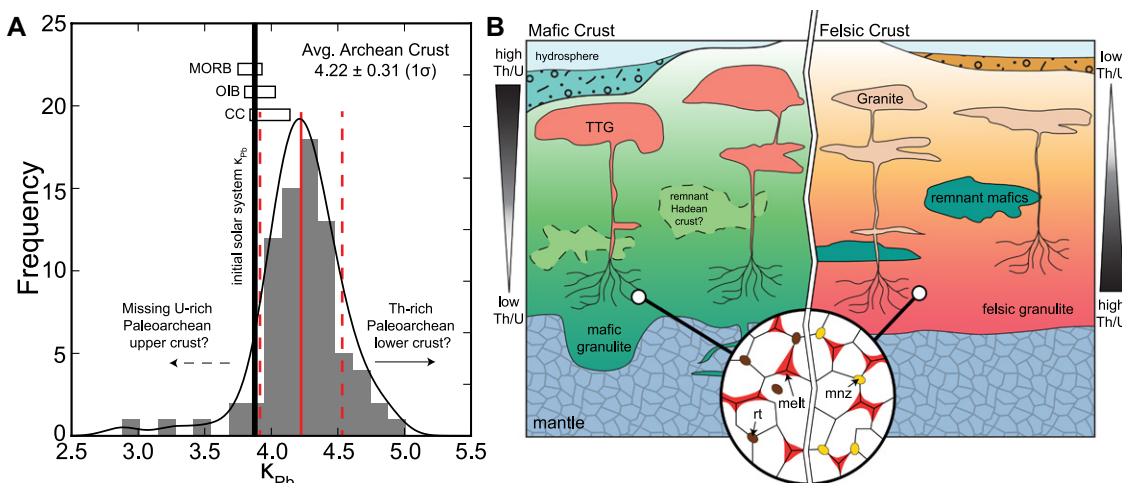 A
25
20
15
10
5
0
Frequency
2.5
3.0
3.5
4.0
4.5
5.0
5.5
κPb
MORB
OIB
CC
Avg. Archean Crust
4.22 ± 0.31 (1σ)
initial solar system κPb
Missing U-rich
Paleoarchean
upper crust?
Th-rich
Paleoarchean
lower crust?
B
Mafic Crust
Felsic Crust
high
Th/U
low
Th/U
hydrosphere
TTG
Granite
remnant
Hadean
crust?
remnant mafics
mafic
granulite
felsic granulite
low
Th/U
high
Th/U
melt
mnz
rt
mantle